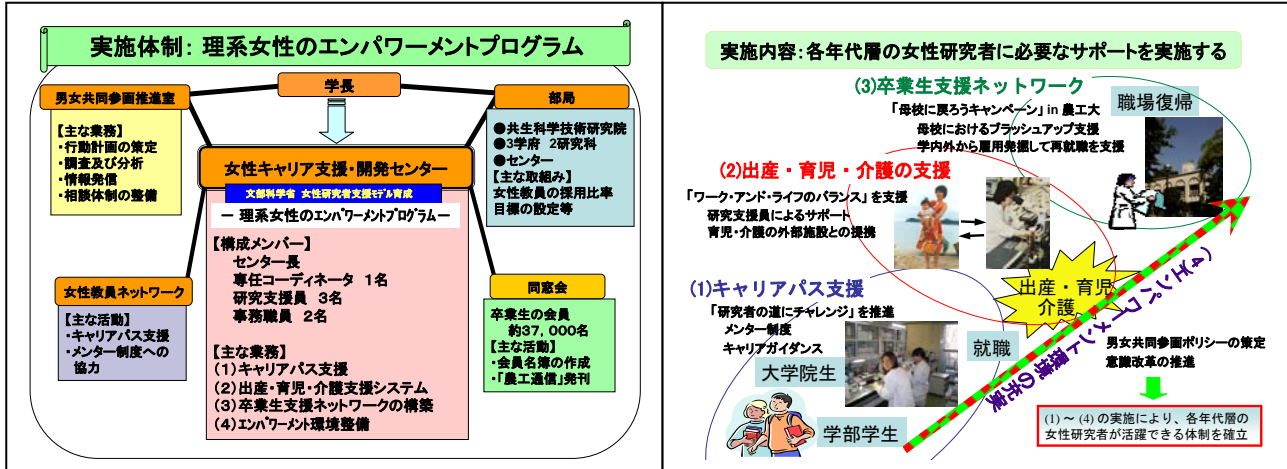 実施体制: 理系女性のエンパワーメントプログラム
学長
男女共同参画推進室
【主な業務】
・行動計画の策定
・調査及び分析
・情報発信
・相談体制の整備
部局
●共生科学技術研究院
●3学府 2研究科
●センター
【主な取組み】
女性教員の採用比率
目標の設定等
女性キャリア支援・開発センター
文部科学省 女性研究者支援モデル育成
― 理系女性のエンパワーメントプログラム―
【構成メンバー】
センター長
専任コーディネータ 1名
研究支援員 3名
事務職員 2名
【主な業務】
(1)キャリアパス支援
(2)出産・育児・介護支援システム
(3)卒業生支援ネットワークの構築
(4)エンパワーメント環境整備
女性教員ネットワーク
【主な活動】
・キャリアパス支援
・メンター制度への
協力
同窓会
卒業生の会員
約37,000名
【主な活動】
・会員名簿の作成
・「農工通信」発刊
実施内容:各年代層の女性研究者に必要なサポートを実施する
(3)卒業生支援ネットワーク
「母校に戻ろうキャンペーン」in 農工大
母校におけるブラッシュアップ支援
学内外から雇用発掘して再就職を支援
職場復帰
(2)出産・育児・介護の支援
「ワーク・アンド・ライフのバランス」を支援
研究支援員によるサポート
育児・介護の外部施設との提携
出産・育児
介護
(1)キャリアパス支援
「研究者の道にチャレンジ」を推進
メンター制度
キャリアガイダンス
就職
大学院生
学部学生
(4)エンパワーメント環境の充実
男女共同参画ポリシーの策定
意識改革の推進
(1) ~ (4) の実施により、各年代層の
女性研究者が活躍できる体制を確立